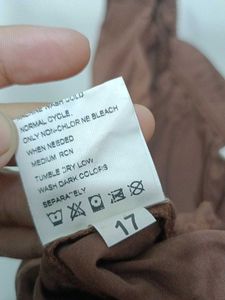 MACHINE WASH COLD
NORMAL CYCLE.
ONLY NON-CHLORINE BLEACH
WHEN NEEDED
MEDIUM IRON
TUMBLE DRY LOW
WASH DARK COLORS
SEPARATELY
17